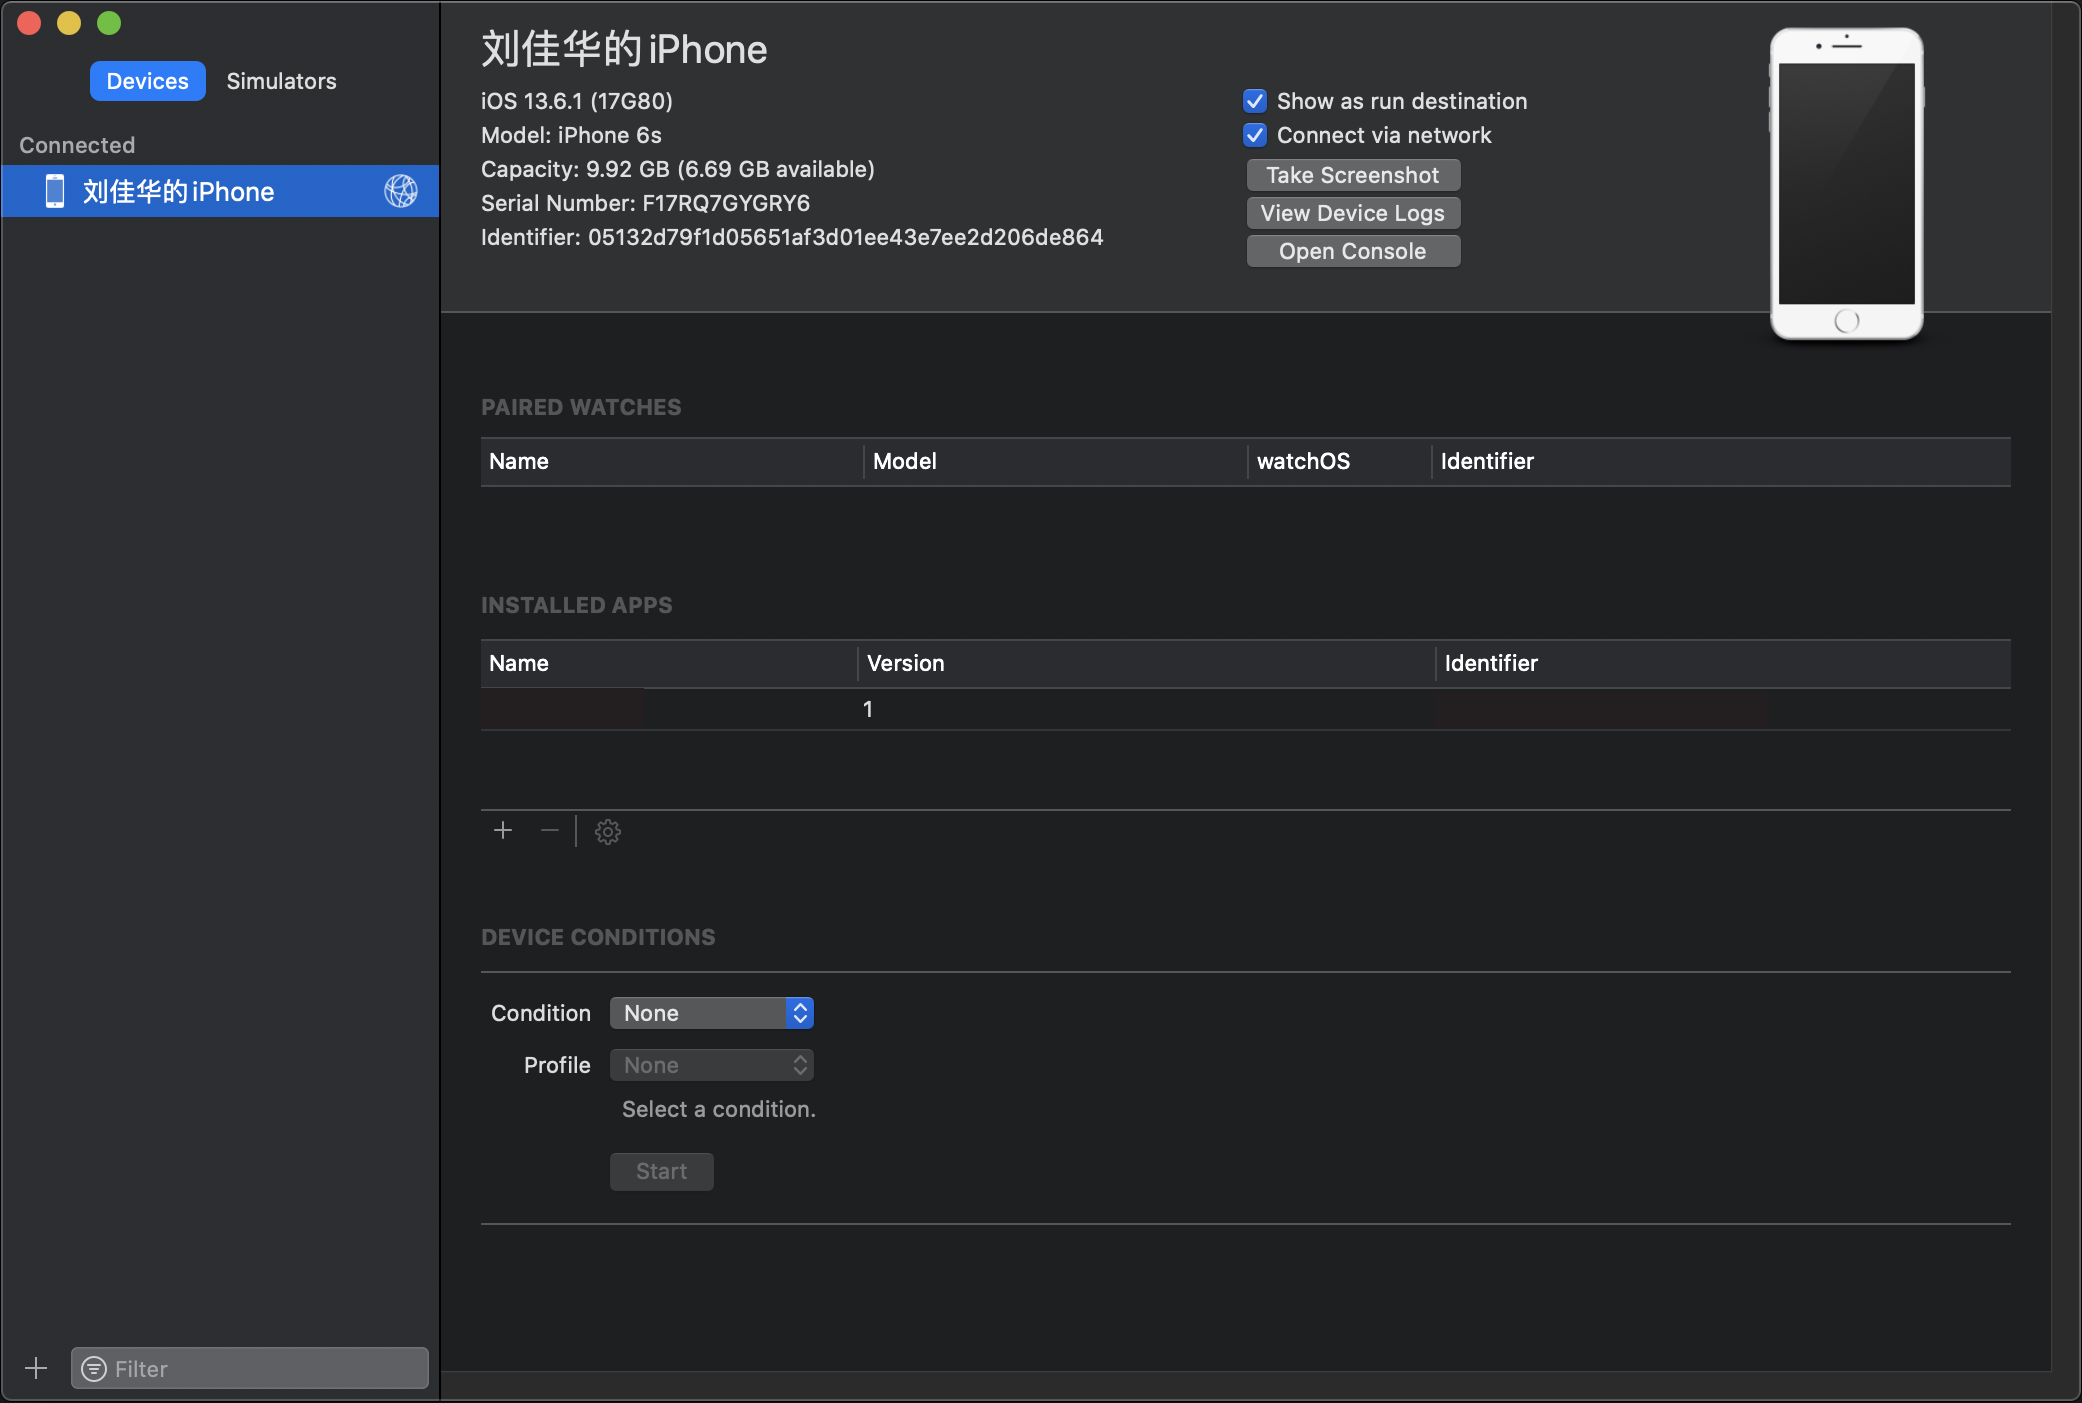 Devices
Simulators
Connected
刘佳华的iPhone
刘佳华的iPhone
iOS 13.6.1 (17G80)
Model: iPhone 6s
Capacity: 9.92 GB (6.69 GB available)
Serial Number: F17RQ7GYGRY6
Identifier: 05132d79f1d05651af3d01ee43e7ee2d206de864
Show as run destination
Connect via network
Take Screenshot
View Device Logs
Open Console
PAIRED WATCHES
Name Model watchOS Identifier
INSTALLED APPS
Name Version Identifier
1
DEVICE CONDITIONS
Condition None
Profile None
Select a condition.
Start
Filter